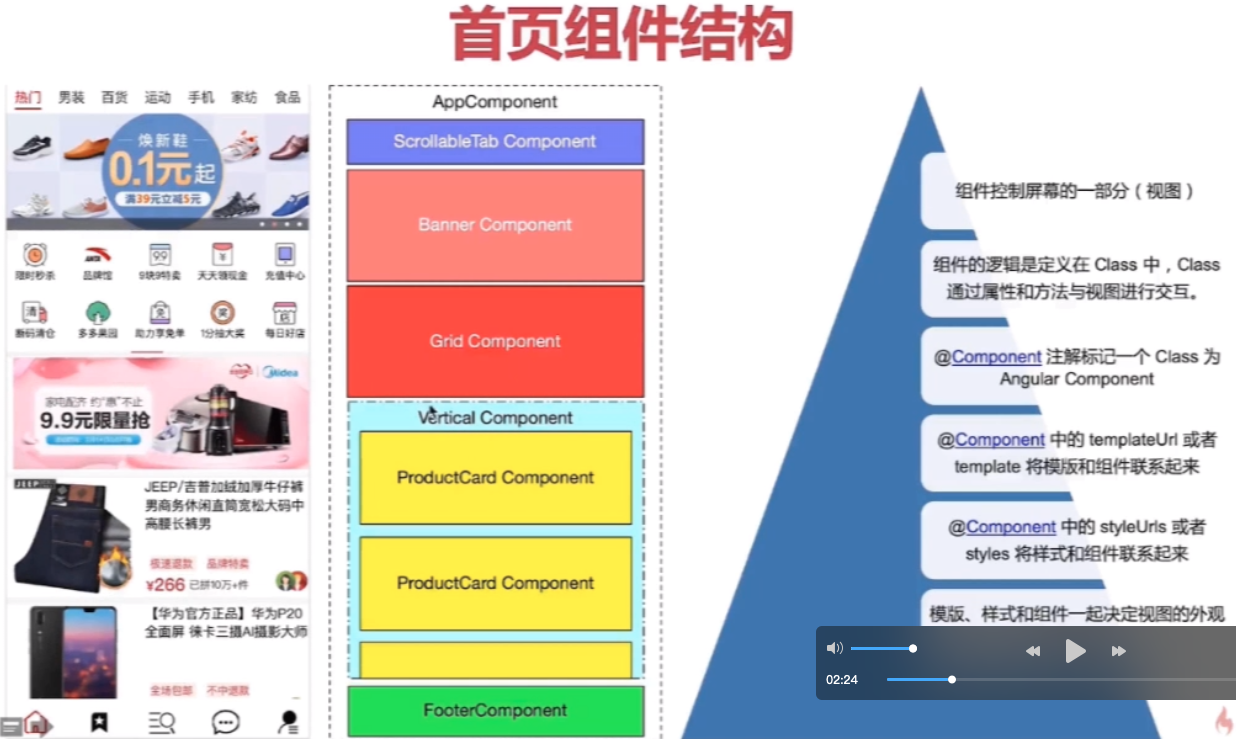 首页组件结构
热门 男装 百货 运动 手机 家纺 食品
焕新鞋
0.1元起
满39元立减5元
限时秒杀 品牌馆 9块9特卖 天天领现金 充值中心
断码清仓 多多果园 助力享免单 1分抽大奖 每日好店
Midea
家电配齐 约“惠”不止
9.9元限量抢
JEEP
JEEP/吉普加绒加厚牛仔裤
男商务休闲直筒宽松大码中
高腰长裤男
极速退款 品牌特卖
¥266 已拼10万+件
【华为官方正品】华为P20
全面屏 徕卡三摄AI摄影大师
全场包邮 不中退款
AppComponent
ScrollableTab Component
Banner Component
Grid Component
Vertical Component
ProductCard Component
ProductCard Component
FooterComponent
组件控制屏幕的一部分（视图）
组件的逻辑是定义在 Class 中，Class
通过属性和方法与视图进行交互。
@Component 注解标记一个 Class 为
Angular Component
@Component 中的 templateUrl 或者
template 将模版和组件联系起来
@Component 中的 styleUrls 或者
styles 将样式和组件联系起来
模版、样式和组件一起决定视图的外观
02:24